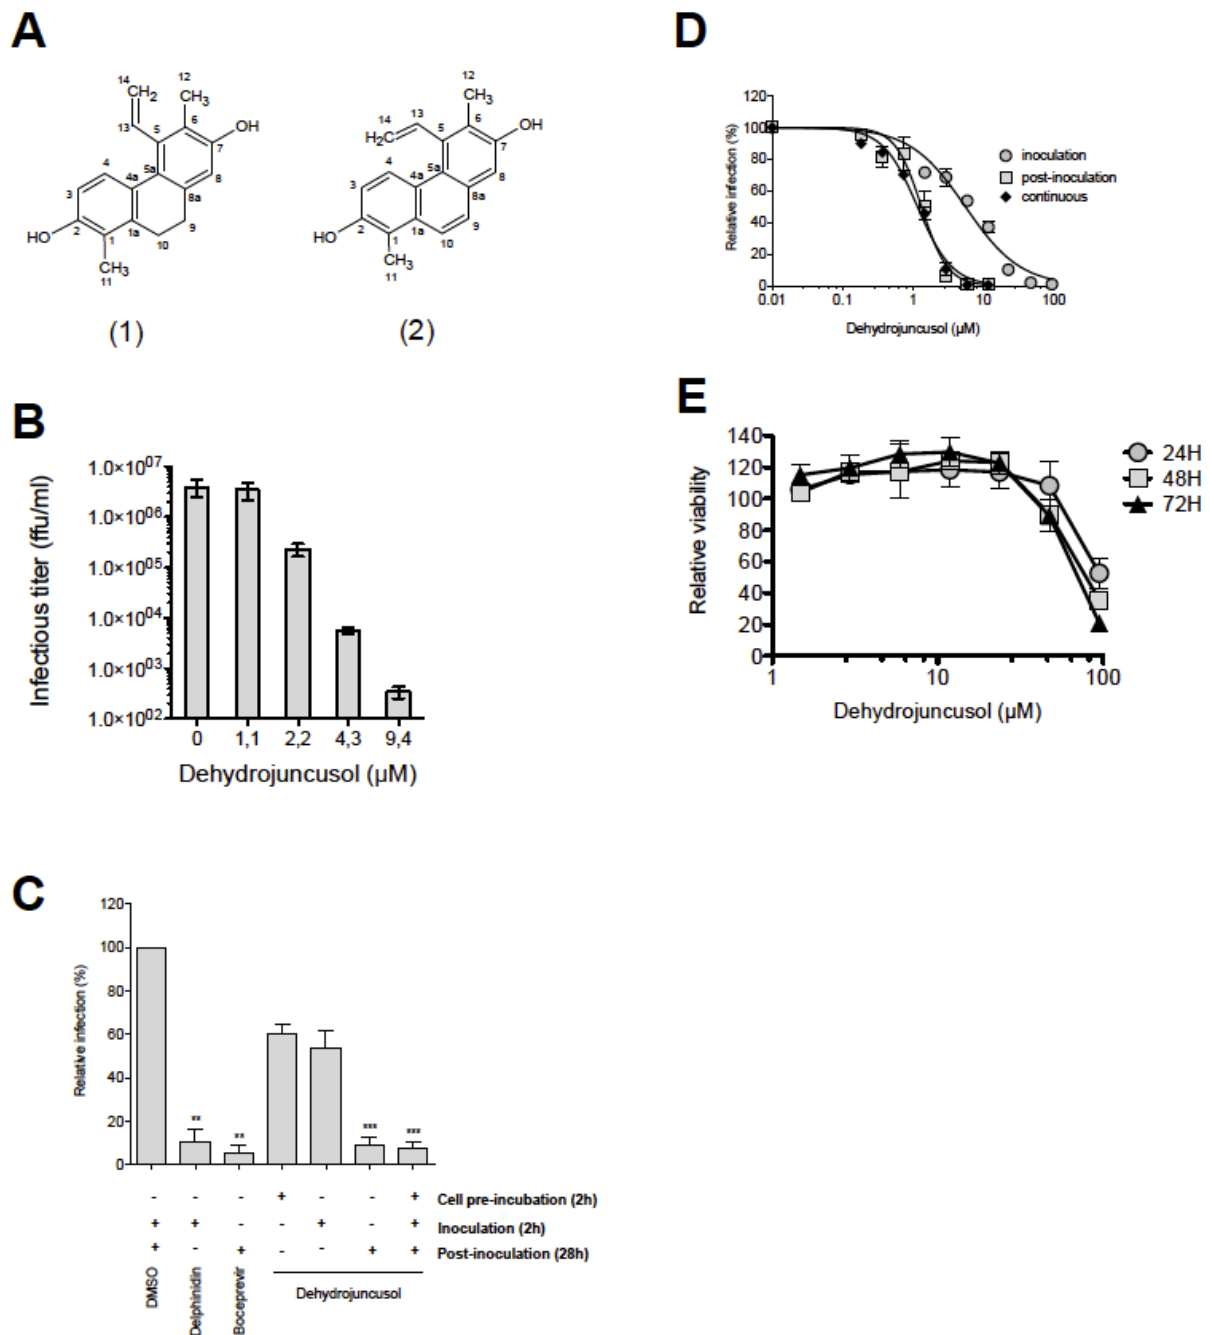 A
14
CH2
12
CH3
13
5
6
OH
7
4
5a
8
3
4a
8a
2
1a
9
HO
1
10
CH3
11
(1)
12
CH3
14
13
H2C
5
6
OH
7
4
5a
8
3
4a
8a
2
1a
9
HO
1
10
CH3
11
(2)
B
Infectious titer (ffu/ml)
1.0×10^07
1.0×10^06
1.0×10^05
1.0×10^04
1.0×10^03
1.0×10^02
0 1,1 2,2 4,3 9,4
Dehydrojuncusol (µM)
C
Relative infection (%)
120
100
80
60
40
20
0
** ** *** ***
- - - + - - + Cell pre-incubation (2h)
+ + - - + - + Inoculation (2h)
+ - + - - + + Post-inoculation (28h)
DMSO
Delphinidin
Boceprevir
Dehydrojuncusol
D
Relative infection (%)
120
100
80
60
40
20
0
0.01 0.1 1 10 100
Dehydrojuncusol (µM)
inoculation
post-inoculation
continuous
E
Relative viability
140
120
100
80
60
40
20
0
1 10 100
Dehydrojuncusol (µM)
24H
48H
72H